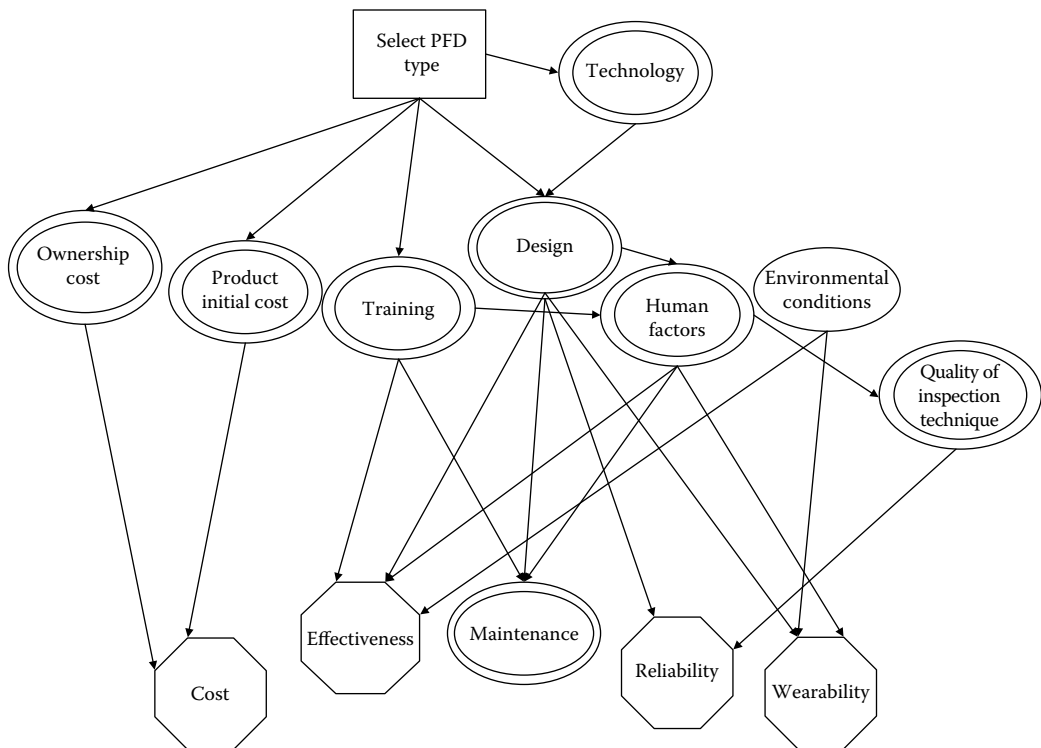 Select PFD
type
Technology
Ownership
cost
Product
initial cost
Training
Design
Human
factors
Environmental
conditions
Quality of
inspection
technique
Effectiveness
Maintenance
Cost
Reliability
Wearability